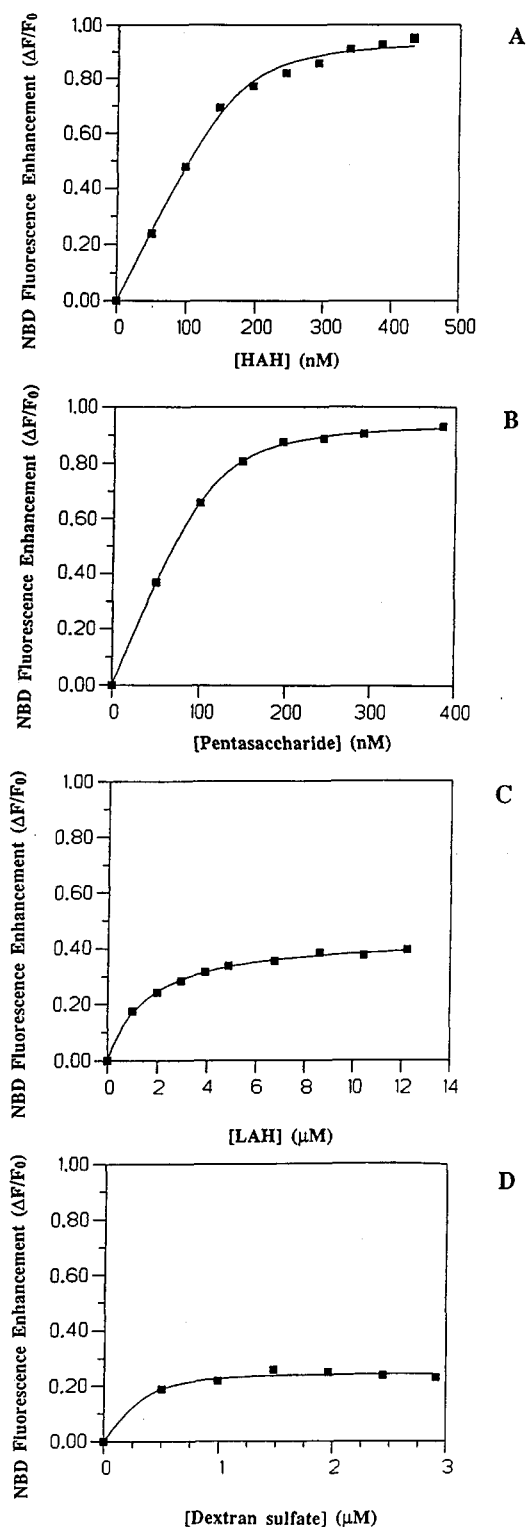 A
NBD Fluorescence Enhancement (ΔF/F0)
1.00
0.80
0.60
0.40
0.20
0.00
0 100 200 300 400 500
[HAH] (nM)
B
NBD Fluorescence Enhancement (ΔF/F0)
1.00
0.80
0.60
0.40
0.20
0.00
0 100 200 300 400
[Pentasaccharide] (nM)
C
NBD Fluorescence Enhancement (ΔF/F0)
1.00
0.80
0.60
0.40
0.20
0.00
0 2 4 6 8 10 12 14
[LAH] (μM)
D
NBD Fluorescence Enhancement (ΔF/F0)
1.00
0.80
0.60
0.40
0.20
0.00
0 1 2 3
[Dextran sulfate] (μM)